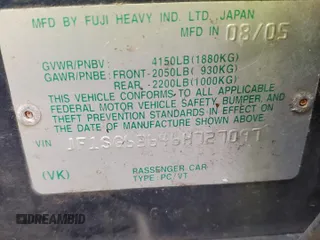 MFD BY FUJI HEAVY IND. LTD., JAPAN
MFD IN 08/05
GVWR/PNBV : 4150LB(1880KG)
GAWR/PNBE: FRONT-2050LB( 930KG)
REAR -2200LB(1000KG)
THIS VEHICLE CONFORMS TO ALL APPLICABLE
FEDERAL MOTOR VEHICLE SAFETY, BUMPER, AND
THEFT PREVENTION STANDARDS IN EFFECT ON THE
DATE OF MANUFACTURE SHOWN ABOVE
VIN
(VK)
PASSENGER CAR
TYPE PC/VT
DREAMBID